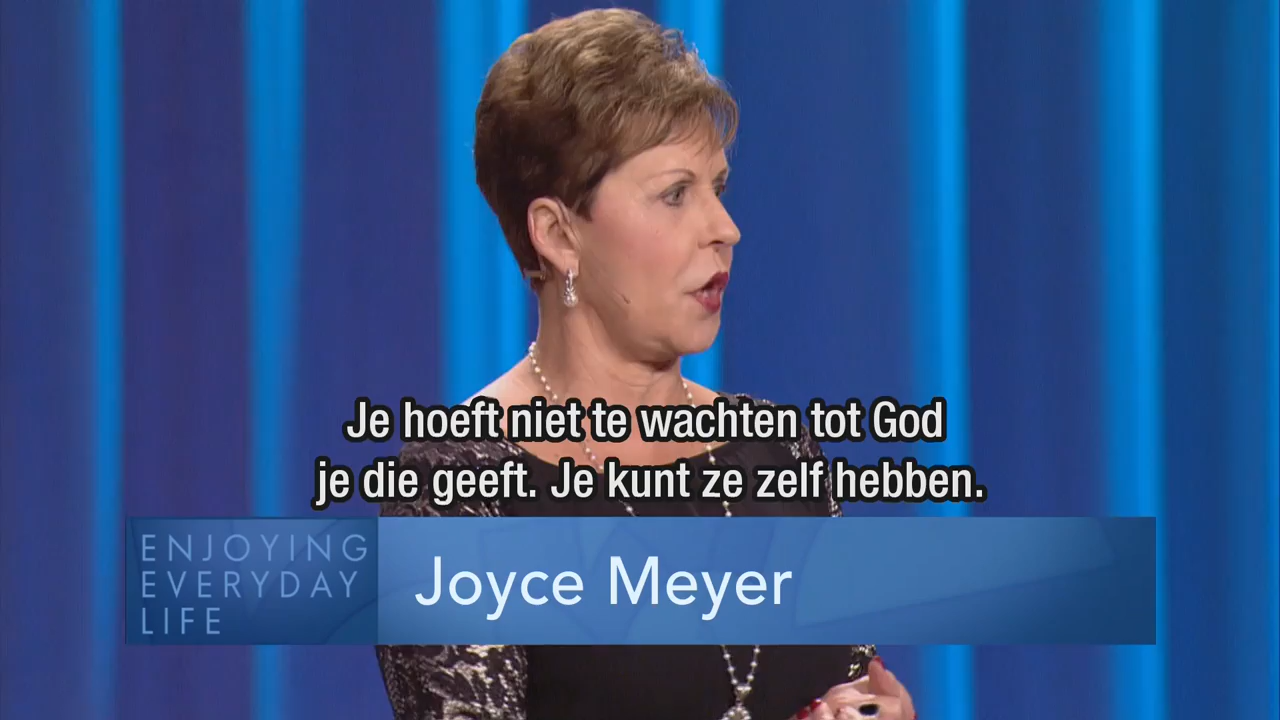 Je hoeft niet te wachten tot God
je die geeft. Je kunt ze zelf hebben.
ENJOYING
EVERYDAY
LIFE
Joyce Meyer